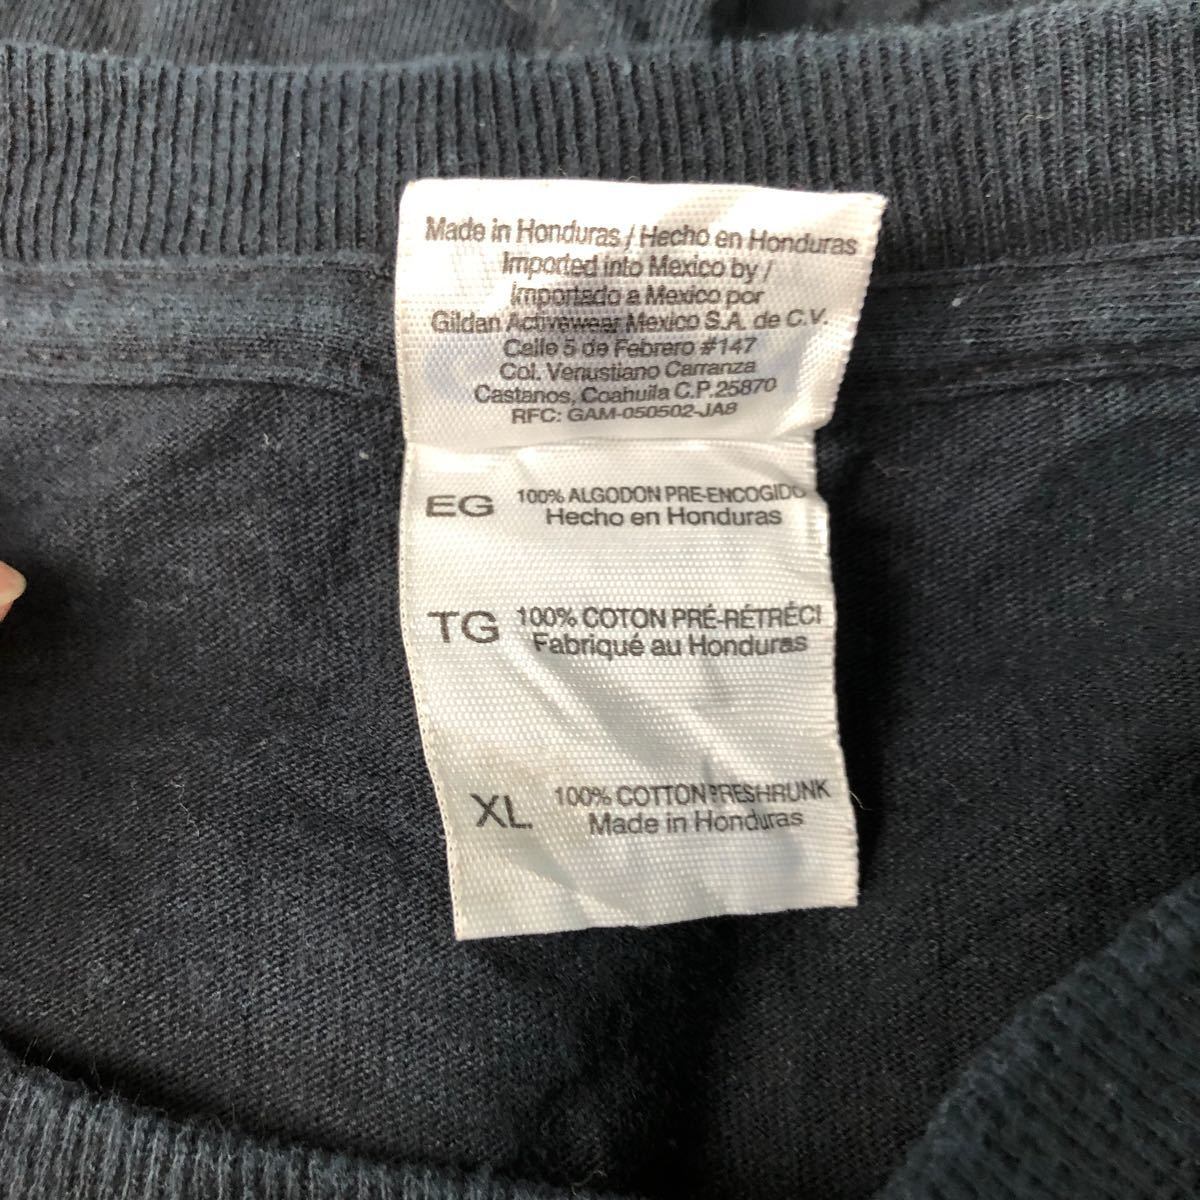 Made in Honduras / Hecho en Honduras
Imported into Mexico by /
Importado a Mexico por
Gildan Activewear Mexico S.A. de C.V.
Calle 5 de Febrero #147
Col. Venustiano Carranza
Castanos, Coahuila C.P.25870
RFC: GAM-050502-JA8
EG 100% ALGODON PRE-ENCOGIDO
Hecho en Honduras
TG 100% COTON PRÉ-RÉTRÉCI
Fabriqué au Honduras
XL 100% COTTON PRESHRUNK
Made in Honduras